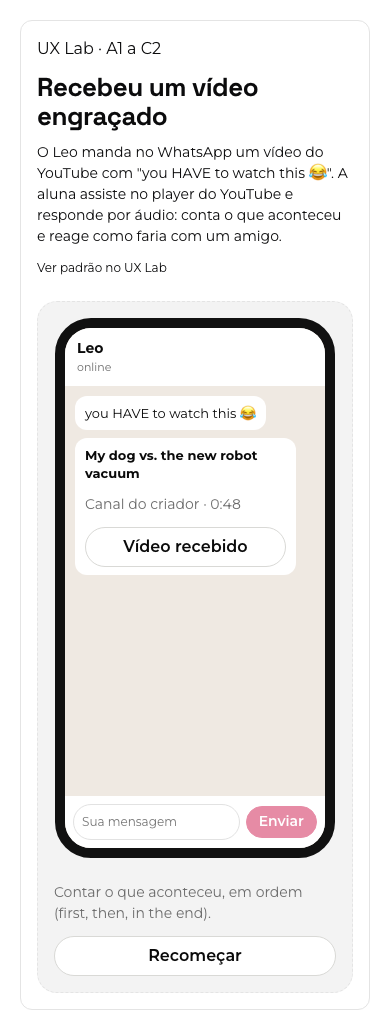 UX Lab · A1 a C2
Recebeu um vídeo
engraçado
O Leo manda no WhatsApp um vídeo do
YouTube com "you HAVE to watch this 😂". A
aluna assiste no player do YouTube e
responde por áudio: conta o que aconteceu
e reage como faria com um amigo.
Ver padrão no UX Lab
Leo
online
you HAVE to watch this 😂
My dog vs. the new robot
vacuum
Canal do criador · 0:48
Vídeo recebido
Sua mensagem
Enviar
Contar o que aconteceu, em ordem
(first, then, in the end).
Recomeçar